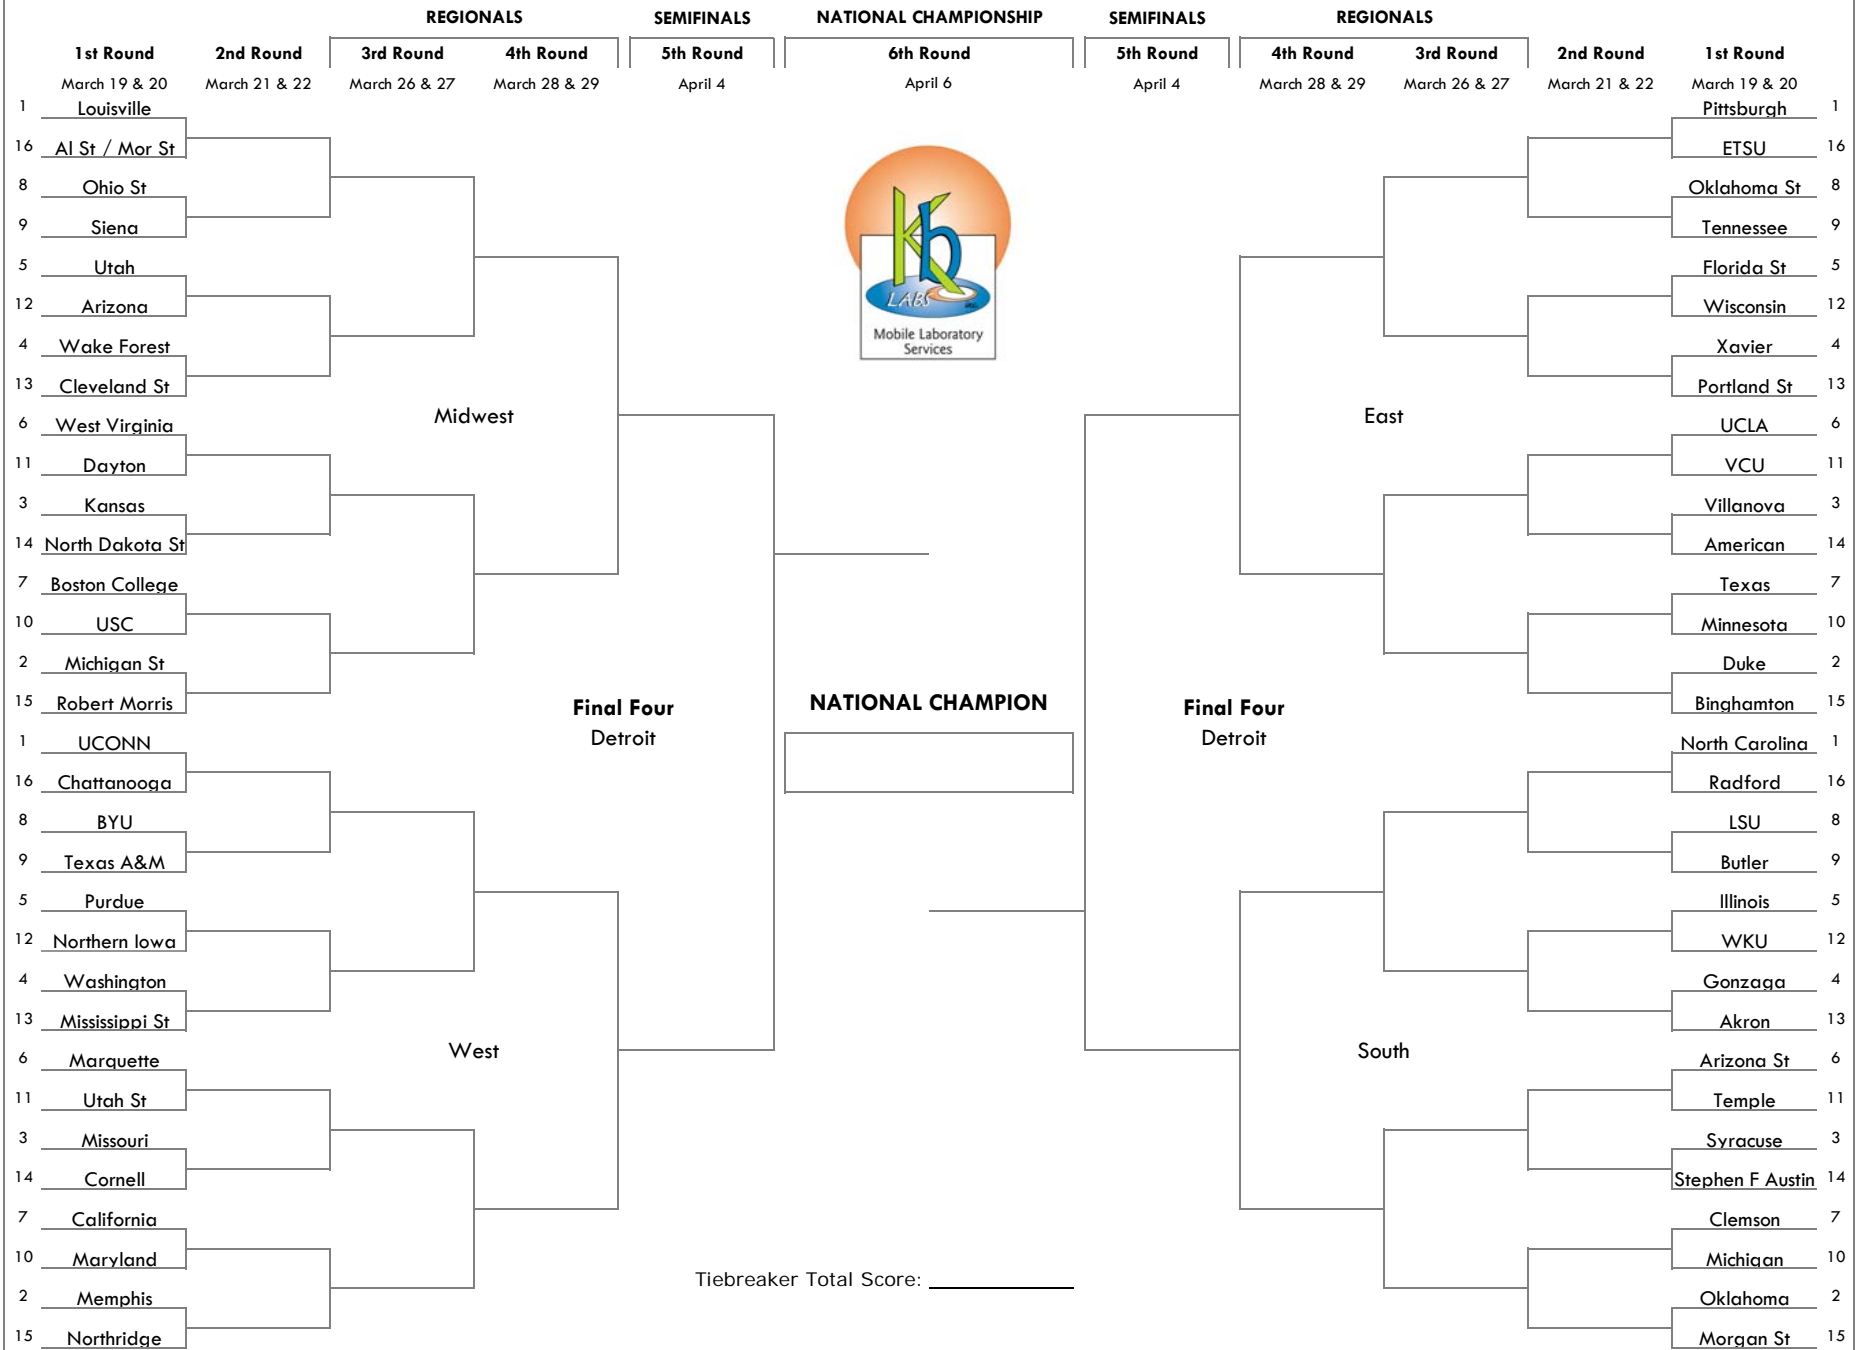 REGIONALS SEMIFINALS NATIONAL CHAMPIONSHIP SEMIFINALS REGIONALS
1st Round 2nd Round 3rd Round 4th Round 5th Round 6th Round 5th Round 4th Round 3rd Round 2nd Round 1st Round
March 19 & 20 March 21 & 22 March 26 & 27 March 28 & 29 April 4 April 6 April 4 March 28 & 29 March 26 & 27 March 21 & 22 March 19 & 20
1 Louisville Pittsburgh 1
16 Al St / Mor St ETSU 16
8 Ohio St Oklahoma St 8
9 Siena Tennessee 9
5 Utah Florida St 5
Kb
LABS
12 Arizona Wisconsin 12
Mobile Laboratory
Services
4 Wake Forest Xavier 4
13 Cleveland St Portland St 13
Midwest East
6 West Virginia UCLA 6
11 Dayton VCU 11
3 Kansas Villanova 3
14 North Dakota St American 14
7 Boston College Texas 7
10 USC Minnesota 10
2 Michigan St Duke 2
15 Robert Morris Final Four NATIONAL CHAMPION Final Four Binghamton 15
Detroit Detroit
1 UCONN North Carolina 1
16 Chattanooga Radford 16
8 BYU LSU 8
9 Texas A&M Butler 9
5 Purdue Illinois 5
12 Northern Iowa WKU 12
4 Washington Gonzaga 4
13 Mississippi St Akron 13
West South
6 Marquette Arizona St 6
11 Utah St Temple 11
3 Missouri Syracuse 3
14 Cornell Stephen F Austin 14
7 California Clemson 7
10 Maryland Michigan 10
Tiebreaker Total Score:
2 Memphis Oklahoma 2
15 Northridge Morgan St 15